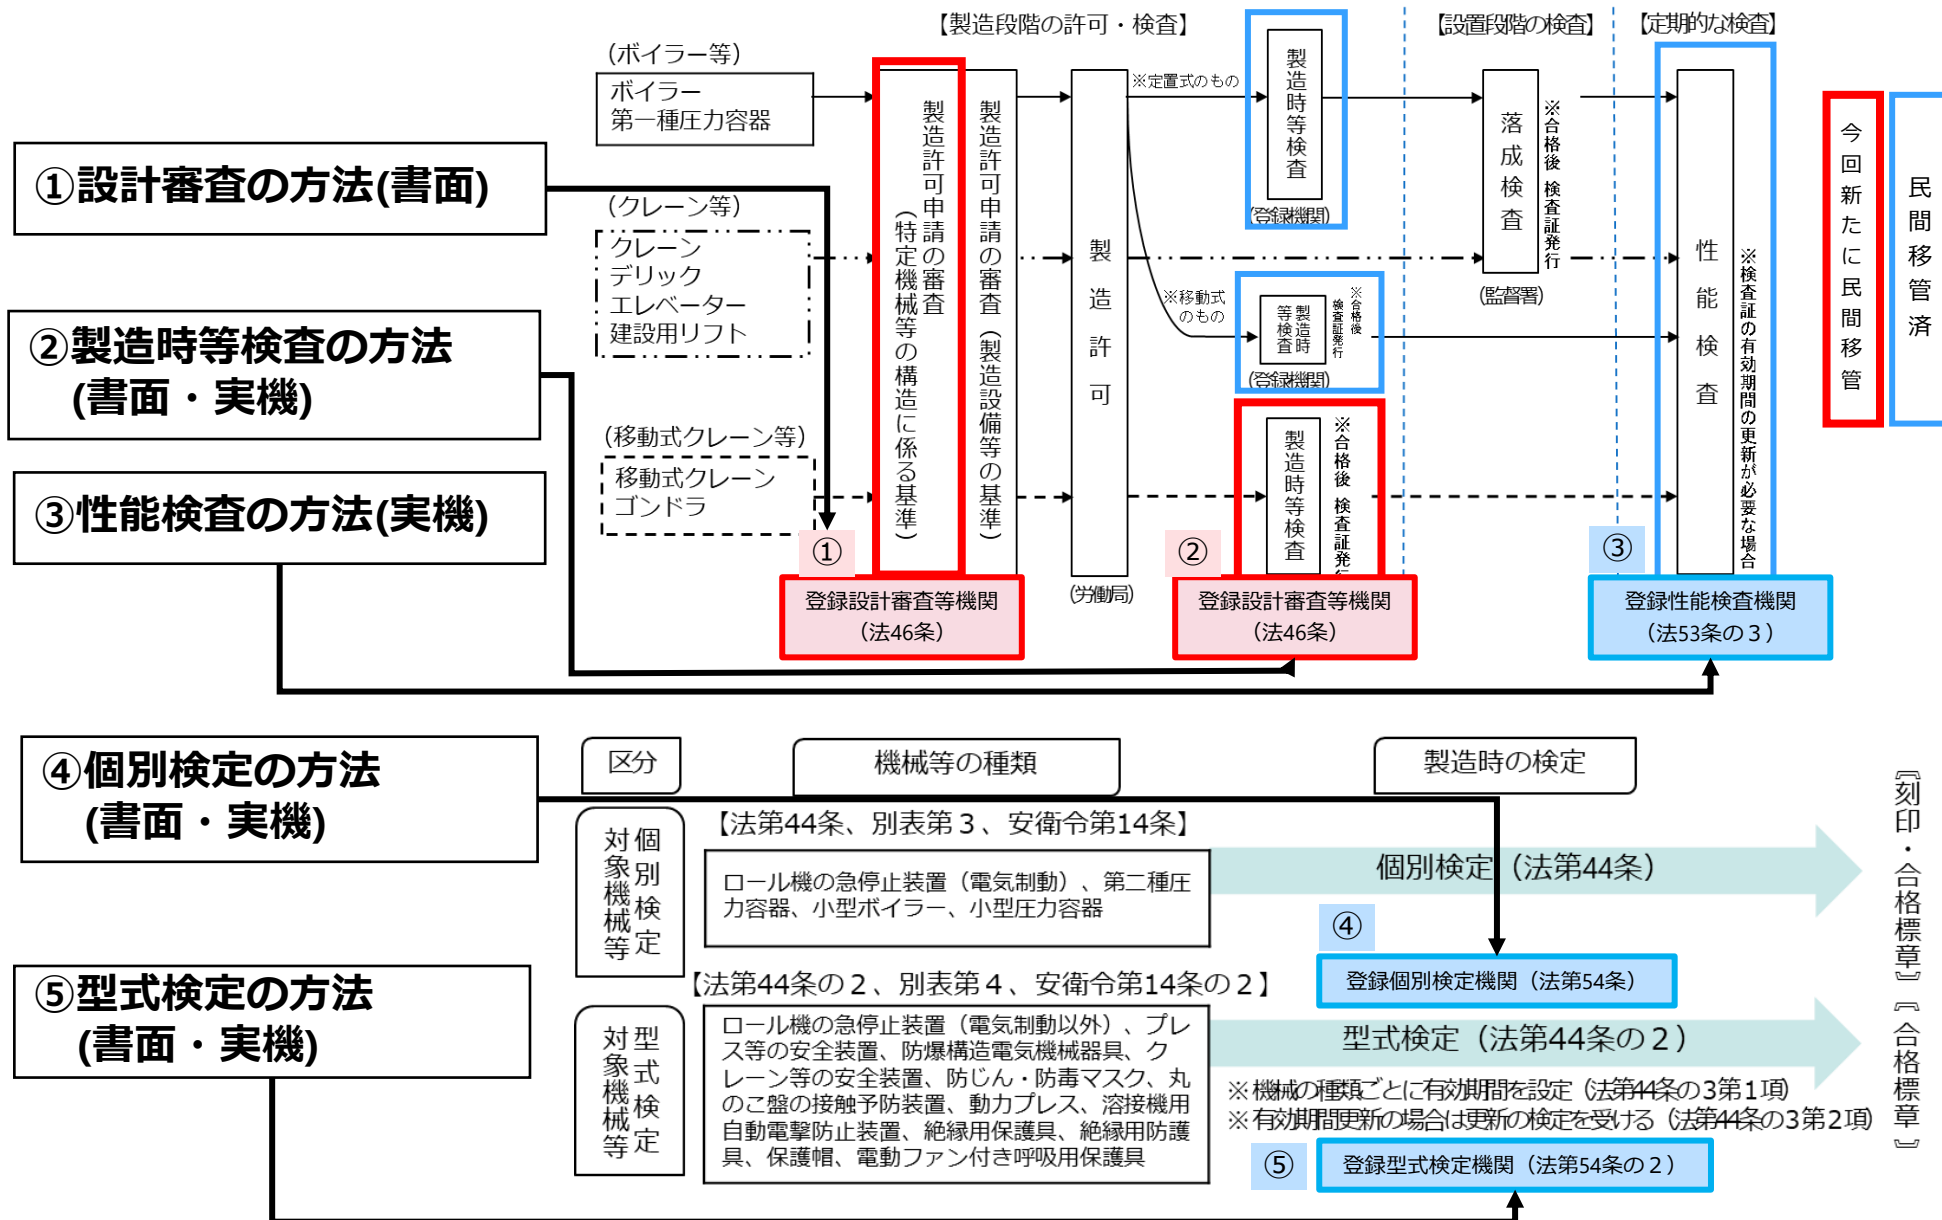 【製造段階の許可・検査】
【設置段階の検査】
【定期的な検査】
(ボイラー等)
ボイラー
第一種圧力容器
①設計審査の方法(書面)
(クレーン等)
クレーン
デリック
エレベーター
建設用リフト
②製造時等検査の方法
(書面・実機)
(移動式クレーン等)
移動式クレーン
ゴンドラ
③性能検査の方法(実機)
製造許可申請の審査
(特定機械等の構造に係る基準)
製造許可申請の審査(製造設備等の基準)
製造許可
(労働局)
※定置式のもの
製造時等検査
(登録機関)
※移動式
のもの
製造時
等検査
※合格後
検査証発行
(登録機関)
製造時等検査
※合格後 検査証発行
落成検査
※合格後 検査証発行
(監督署)
性能検査
※検査証の有効期間の更新が必要な場合
今回新たに民間移管
民間移管済
①
登録設計審査等機関
(法46条)
②
登録設計審査等機関
(法46条)
③
登録性能検査機関
(法53条の3)
④個別検定の方法
(書面・実機)
区分
機械等の種類
製造時の検定
個別検定
対象機械等
【法第44条、別表第3、安衛令第14条】
ロール機の急停止装置(電気制動)、第二種圧
力容器、小型ボイラー、小型圧力容器
個別検定(法第44条)
④
登録個別検定機関(法第54条)
〖刻印・合格標章〗
⑤型式検定の方法
(書面・実機)
型式検定
対象機械等
【法第44条の2、別表第4、安衛令第14条の2】
ロール機の急停止装置(電気制動以外)、プレ
ス等の安全装置、防爆構造電気機械器具、ク
レーン等の安全装置、防じん・防毒マスク、丸
のこ盤の接触予防装置、動力プレス、溶接機用
自動電撃防止装置、絶縁用保護具、絶縁用防護
具、保護帽、電動ファン付き呼吸用保護具
型式検定(法第44条の2)
※機械の種類ごとに有効期間を設定(法第44条の3第1項)
※有効期間更新の場合は更新の検定を受ける(法第44条の3第2項)
⑤
登録型式検定機関(法第54条の2)
〖合格標章〗